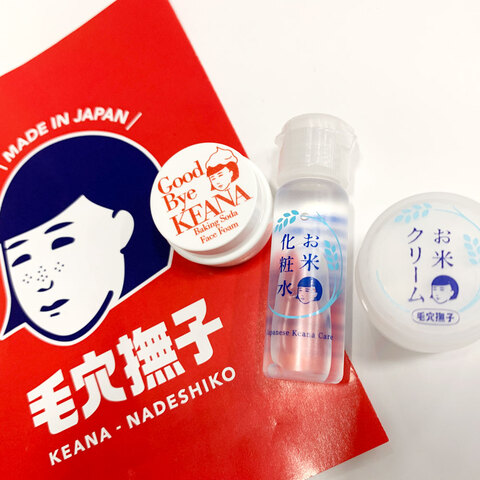 MADE IN JAPAN
毛穴撫子
KEANA - NADESHIKO
Good
Bye
KEANA
Baking Soda
Face Foam
お米
化粧水
Japanese Keana Care
お米
クリーム
毛穴撫子